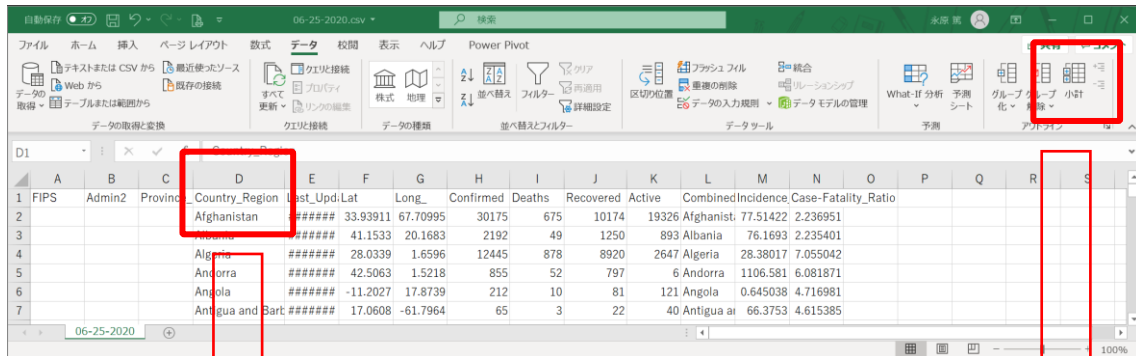 自動保存 オフ 06-25-2020.csv 検索 永原 篤
ファイル ホーム 挿入 ページ レイアウト 数式 データ 校閲 表示 ヘルプ Power Pivot 共有
データの取得
テキストまたは CSV から
Web から
テーブルまたは範囲から
最近使ったソース
既存の接続
データの取得と変換
すべて更新
クエリと接続
プロパティ
リンクの編集
クエリと接続
株式 地理
データの種類
並べ替え フィルター
クリア
再適用
詳細設定
並べ替えとフィルター
区切り位置
フラッシュ フィル
重複の削除
データの入力規則
統合
リレーションシップ
データ モデルの管理
データ ツール
What-If 分析 予測シート
予測
グループ化 グループ解除 小計
アウトライン
D1
A B C D E F G H I J K L M N O P Q R S
1 FIPS Admin2 Province_ Country_Region Last_Upda Lat Long_ Confirmed Deaths Recovered Active Combined Incidence_ Case-Fatality_Ratio
2 Afghanistan ####### 33.93911 67.70995 30175 675 10174 19326 Afghanist 77.51422 2.236951
3 Albania ####### 41.1533 20.1683 2192 49 1250 893 Albania 76.1693 2.235401
4 Algeria ####### 28.0339 1.6596 12445 878 8920 2647 Algeria 28.38017 7.055042
5 Andorra ####### 42.5063 1.5218 855 52 797 6 Andorra 1106.581 6.081871
6 Angola ####### -11.2027 17.8739 212 10 81 121 Angola 0.645038 4.716981
7 Antigua and Barb ####### 17.0608 -61.7964 65 3 22 40 Antigua ar 66.3753 4.615385
06-25-2020
100%